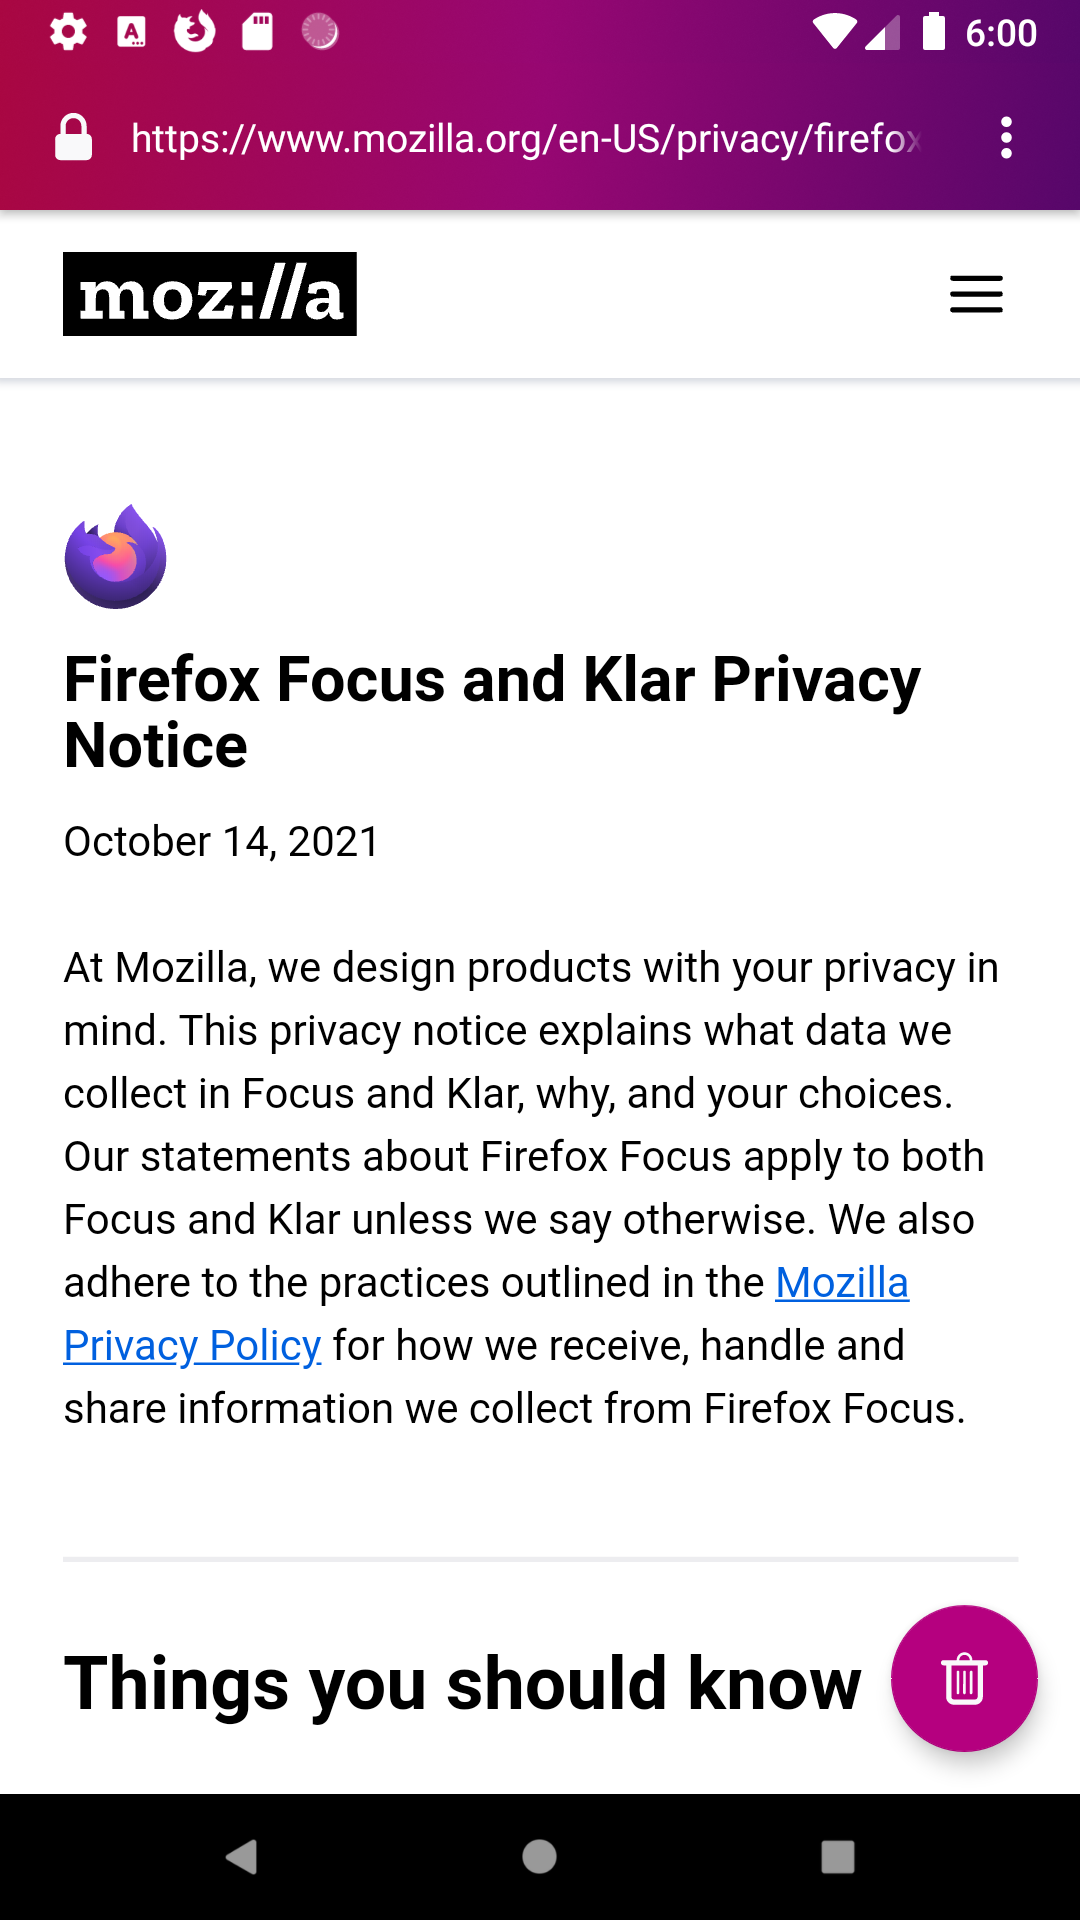 6:00
https://www.mozilla.org/en-US/privacy/firefox
moz://a
Firefox Focus and Klar Privacy
Notice
October 14, 2021
At Mozilla, we design products with your privacy in
mind. This privacy notice explains what data we
collect in Focus and Klar, why, and your choices.
Our statements about Firefox Focus apply to both
Focus and Klar unless we say otherwise. We also
adhere to the practices outlined in the Mozilla
Privacy Policy for how we receive, handle and
share information we collect from Firefox Focus.
Things you should know